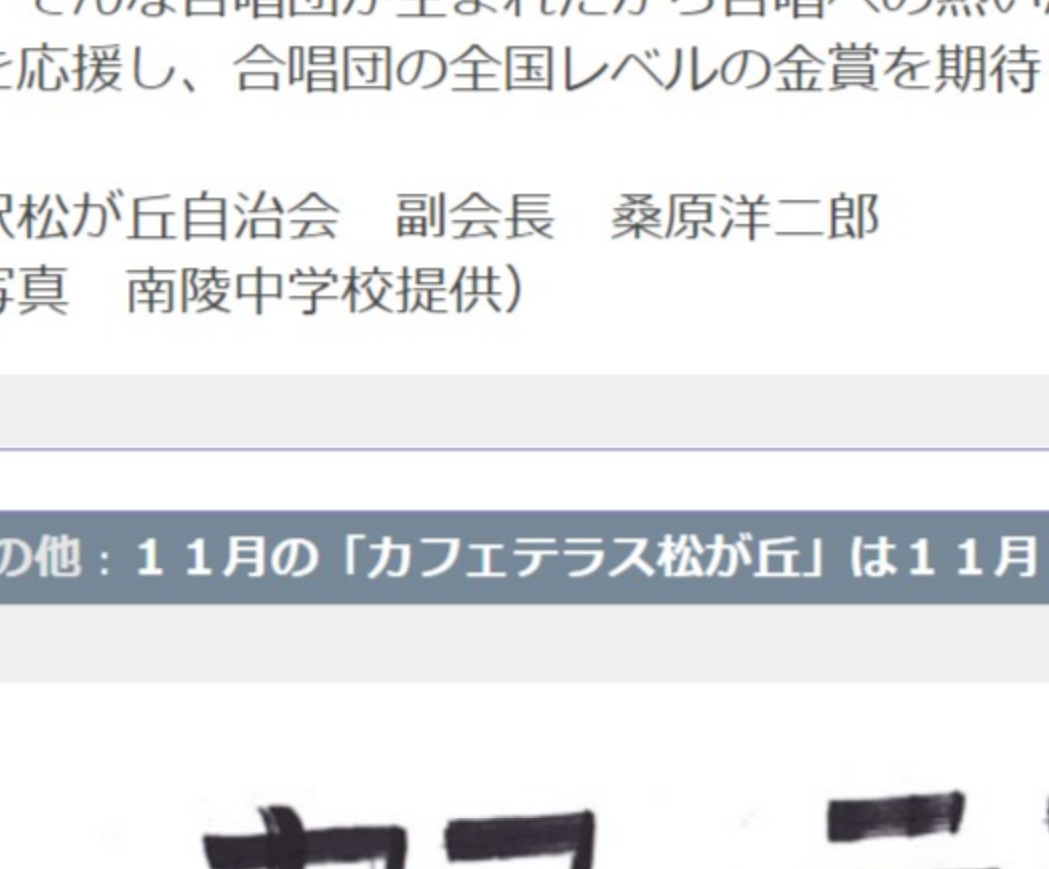 を応援し、合唱団の全国レベルの金賞を期待
沢松が丘自治会　副会長　桑原洋二郎
写真　南陵中学校提供）
の他：１１月の「カフェテラス松が丘」は１１月